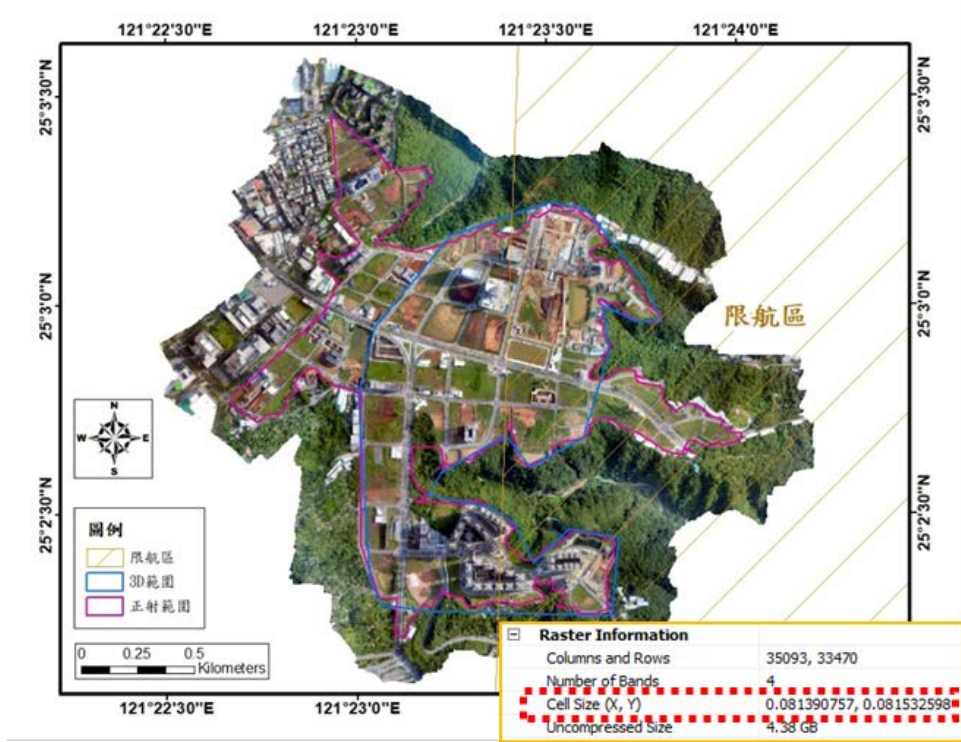 121°22'30"E 121°23'0"E 121°23'30"E 121°24'0"E
25°3'30"N
25°3'30"N
25°3'0"N
25°3'0"N
限航區
N
W E
S
25°2'30"N
25°2'30"N
圖例
限航區
3D範圍
正射範圍
0 0.25 0.5
Kilometers
121°22'30"E 121°23'0"E
Raster Information
Columns and Rows 35093, 33470
Number of Bands 4
Cell Size (X, Y) 0.081390757, 0.081532598
Uncompressed Size 4.38 GB